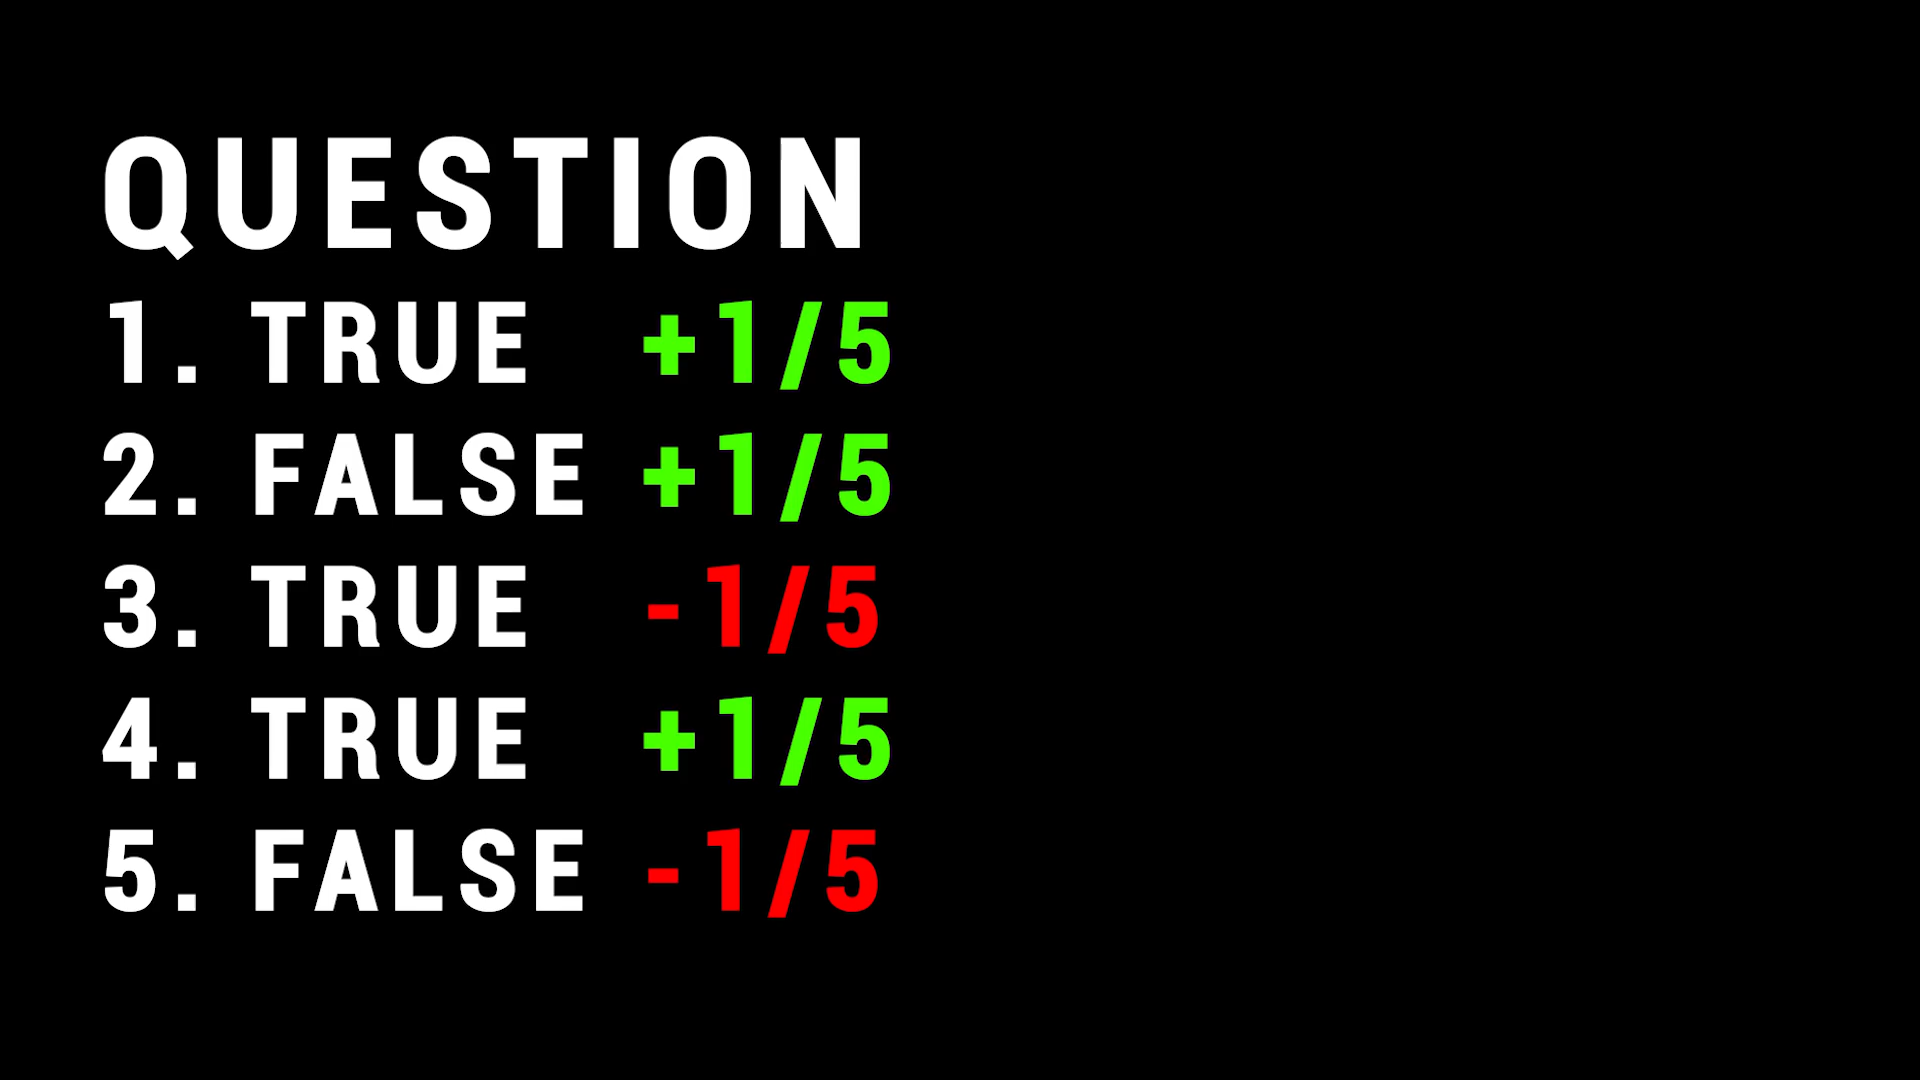 QUESTION
1. TRUE +1/5
2. FALSE +1/5
3. TRUE -1/5
4. TRUE +1/5
5. FALSE -1/5